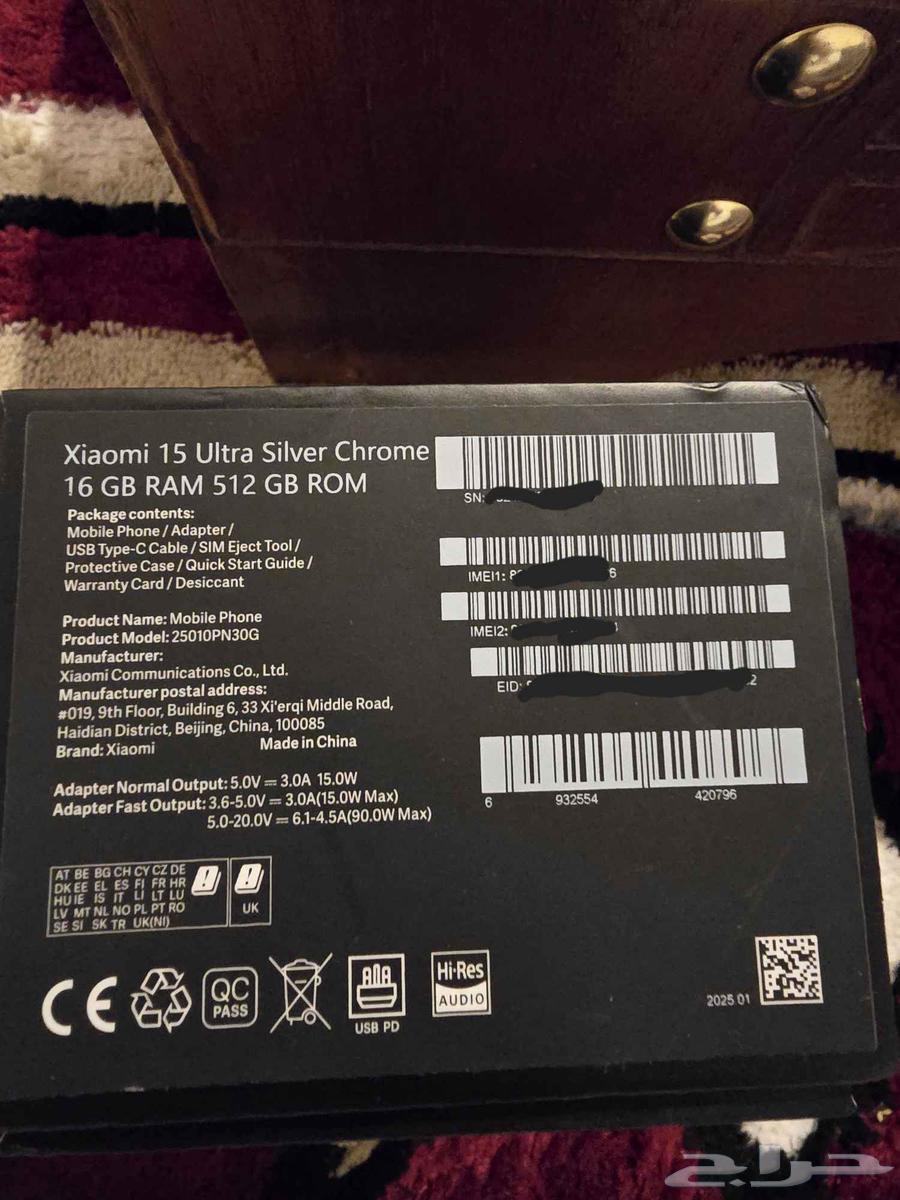 Xiaomi 15 Ultra Silver Chrome
16 GB RAM 512 GB ROM
Package contents:
Mobile Phone / Adapter /
USB Type-C Cable / SIM Eject Tool /
Protective Case / Quick Start Guide /
Warranty Card / Desiccant
Product Name: Mobile Phone
Product Model: 25010PN30G
Manufacturer:
Xiaomi Communications Co., Ltd.
Manufacturer postal address:
#019, 9th Floor, Building 6, 33 Xi'erqi Middle Road,
Haidian District, Beijing, China, 100085
Brand: Xiaomi Made in China
Adapter Normal Output: 5.0V ⎓ 3.0A 15.0W
Adapter Fast Output: 3.6-5.0V ⎓ 3.0A(15.0W Max)
5.0-20.0V ⎓ 6.1-4.5A(90.0W Max)
SN:
IMEI1: 6
IMEI2:
EID: 2
6 932554 420796
AT BE BG CH CY CZ DE
DK EE EL ES FI FR HR
HU IE IS IT LI LT LU
LV MT NL NO PL PT RO
SE SI SK TR UK(NI)
UK
CE
QC
PASS
USB PD
Hi-Res
AUDIO
2025 01
حراج